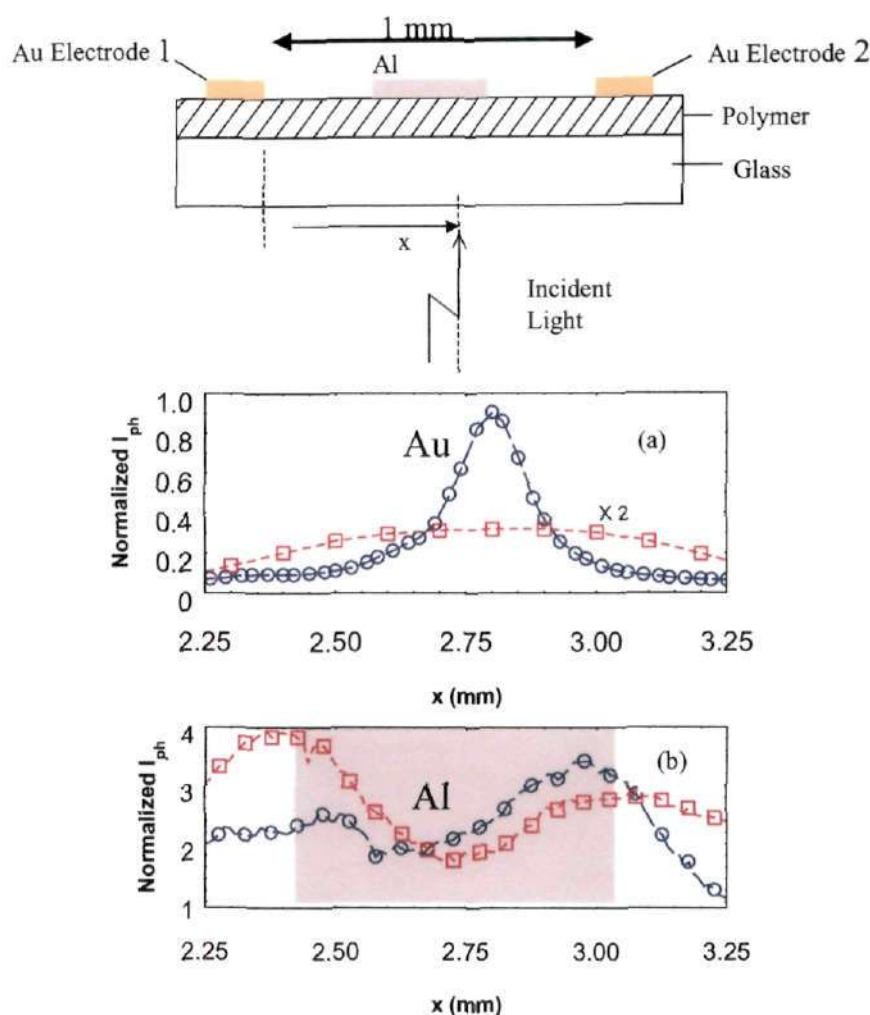 1 mm
Au Electrode 1
Al
Au Electrode 2
Polymer
Glass
x
Incident
Light
Normalized I_ph
1.0
0.8
0.6
0.4
0.2
0
Au
(a)
X 2
2.25 2.50 2.75 3.00 3.25
x (mm)
Normalized I_ph
4
3
2
1
Al
(b)
2.25 2.50 2.75 3.00 3.25
x (mm)